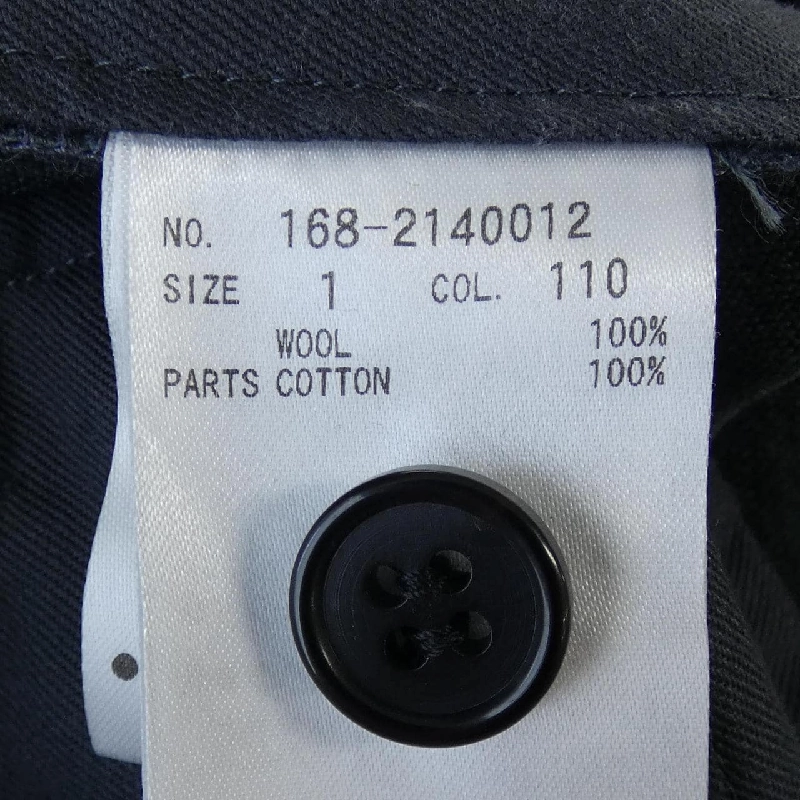 NO. 168-2140012
SIZE 1 COL. 110
WOOL 100%
PARTS COTTON 100%